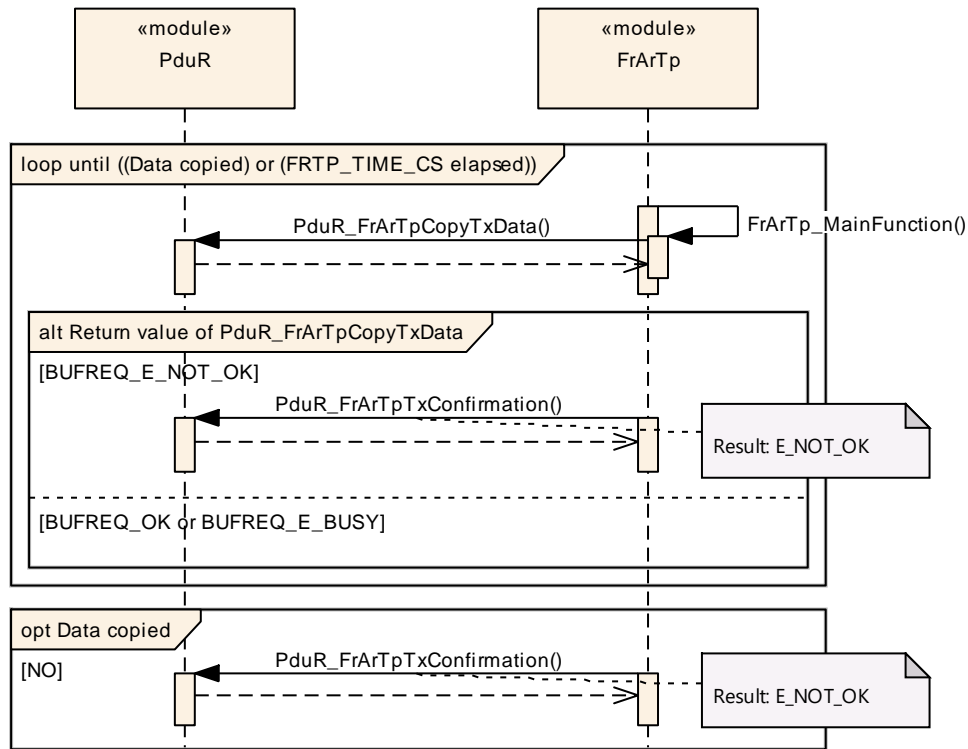 «module»
PduR
«module»
FrArTp
loop until ((Data copied) or (FRTP_TIME_CS elapsed))
FrArTp_MainFunction()
PduR_FrArTpCopyTxData()
alt Return value of PduR_FrArTpCopyTxData
[BUFREQ_E_NOT_OK]
PduR_FrArTpTxConfirmation()
Result: E_NOT_OK
[BUFREQ_OK or BUFREQ_E_BUSY]
opt Data copied
[NO]
PduR_FrArTpTxConfirmation()
Result: E_NOT_OK